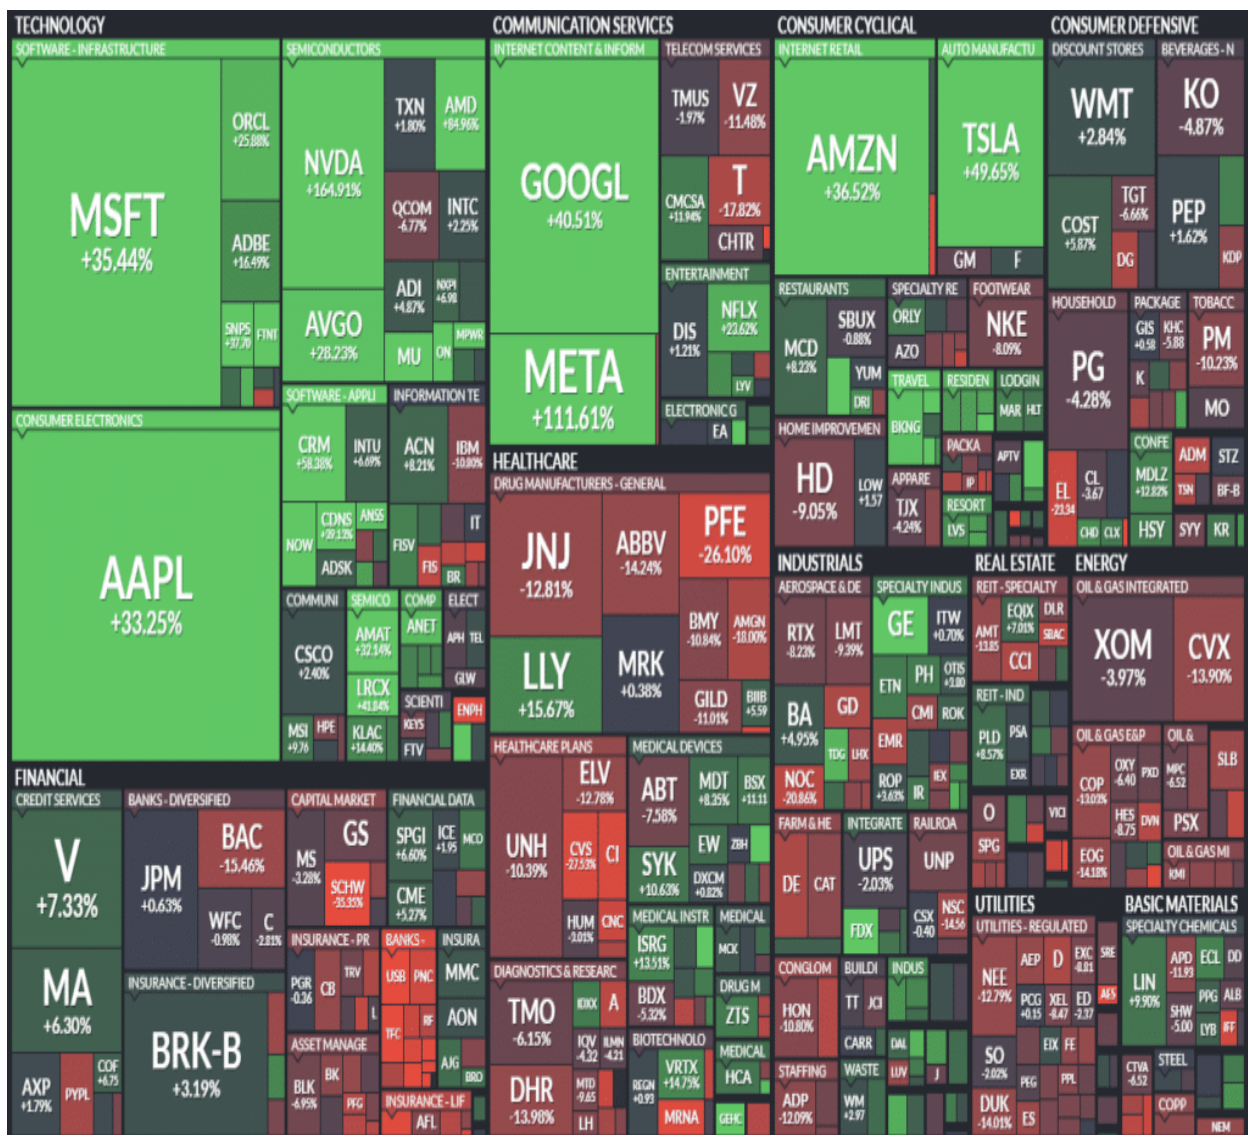 TECHNOLOGY
SOFTWARE - INFRASTRUCTURE
MSFT
+35.44%
ORCL
+25.88%
ADBE
+16.49%
SNPS
+37.70
FTNT
SEMICONDUCTORS
NVDA
+164.91%
TXN
+1.80%
AMD
+84.96%
QCOM
-6.77%
INTC
+2.25%
ADI
+4.87%
NXPI
+6.98
AVGO
+28.23%
MU
ON
MPWR
CONSUMER ELECTRONICS
AAPL
+33.25%
SOFTWARE - APPLI
CRM
+58.38%
INTU
+6.69%
NOW
CDNS
+29.12%
ANSS
ADSK
INFORMATION TE
ACN
+8.21%
IBM
-10.80%
FISV
IT
FIS
BR
COMMUNI
CSCO
+2.40%
MSI
+9.76
HPE
SEMICO
AMAT
+32.14%
LRCX
+41.84%
KLAC
+14.40%
COMP
ANET
ELECT
APH
TEL
GLW
SCIENTI
KEYS
FTV
ENPH
COMMUNICATION SERVICES
INTERNET CONTENT & INFORM
GOOGL
+40.51%
META
+111.61%
TELECOM SERVICES
TMUS
-1.97%
VZ
-11.48%
CMCSA
+11.94%
T
-17.82%
CHTR
ENTERTAINMENT
DIS
+1.21%
NFLX
+23.62%
LYV
ELECTRONIC G
EA
CONSUMER CYCLICAL
INTERNET RETAIL
AMZN
+36.52%
AUTO MANUFACTU
TSLA
+49.65%
GM
F
RESTAURANTS
MCD
+8.23%
SBUX
-0.88%
YUM
DRI
SPECIALTY RE
ORLY
AZO
FOOTWEAR
NKE
-8.09%
TRAVEL
BKNG
RESIDEN
LODGIN
MAR
HLT
HOME IMPROVEMEN
HD
-9.05%
LOW
+1.57
PACKA
IP
APTV
APPARE
TJX
-4.24%
RESORT
LVS
CONSUMER DEFENSIVE
DISCOUNT STORES
WMT
+2.84%
COST
+5.87%
TGT
-6.66%
DG
BEVERAGES - N
KO
-4.87%
PEP
+1.62%
KDP
HOUSEHOLD
PG
-4.28%
EL
-23.34
CL
-3.67
CHD
CLX
PACKAGE
GIS
+0.58
KHC
-5.88
K
TOBACC
PM
-10.23%
MO
CONFE
MDLZ
+12.82%
HSY
ADM
TSN
STZ
BF-B
SYY
KR
HEALTHCARE
DRUG MANUFACTURERS - GENERAL
JNJ
-12.81%
ABBV
-14.24%
PFE
-26.10%
LLY
+15.67%
MRK
+0.38%
BMY
-10.84%
AMGN
-18.00%
GILD
-11.01%
BIIB
+5.59
HEALTHCARE PLANS
UNH
-10.39%
ELV
-12.78%
CVS
-27.53%
CI
HUM
-3.01%
CNC
MEDICAL DEVICES
ABT
-7.58%
MDT
+8.35%
BSX
+11.11
SYK
+10.63%
EW
ZBH
DXCM
+0.82%
DIAGNOSTICS & RESEARC
TMO
-6.15%
IDXX
A
IQV
-4.32
ILMN
-4.21
DHR
-13.98%
MTD
-9.65
LH
MEDICAL INSTR
ISRG
+13.51%
BDX
-5.32%
MEDICAL
MCK
DRUG M
ZTS
BIOTECHNOLO
REGN
+0.93
VRTX
+14.75%
MRNA
MEDICAL
HCA
GEHC
INDUSTRIALS
AEROSPACE & DE
RTX
-8.23%
LMT
-9.39%
BA
+4.95%
GD
TDG
LHX
NOC
-20.86%
SPECIALTY INDUS
GE
ITW
+0.70%
ETN
PH
OTIS
+3.80
CMI
ROK
EMR
ROP
+3.63%
IEX
IR
FARM & HE
DE
CAT
INTEGRATE
UPS
-2.03%
FDX
RAILROA
UNP
CSX
-0.40
NSC
-14.56
CONGLOM
HON
-10.80%
BUILDI
TT
JCI
CARR
INDUS
DAL
LUV
J
STAFFING
ADP
-12.09%
WASTE
WM
+2.97
REAL ESTATE
REIT - SPECIALTY
AMT
-13.85
EQIX
+7.01%
DLR
SBAC
CCI
REIT - IND
PLD
+8.57%
PSA
EXR
O
SPG
VICI
ENERGY
OIL & GAS INTEGRATED
XOM
-3.97%
CVX
-13.90%
OIL & GAS E&P
COP
-13.03%
OXY
-6.40
PXD
HES
-8.75
DVN
EOG
-14.18%
OIL &
MPC
-6.52
PSX
SLB
OIL & GAS MI
KMI
UTILITIES
UTILITIES - REGULATED
NEE
-12.79%
AEP
D
EXC
-0.81
SRE
PCG
+0.15
XEL
-8.47
ED
-2.37
AES
SO
-2.02%
EIX
FE
PEG
PPL
DUK
-14.01%
ES
BASIC MATERIALS
SPECIALTY CHEMICALS
LIN
+9.90%
APD
-11.93
ECL
DD
SHW
-5.00
PPG
ALB
LYB
IFF
CTVA
-6.52
STEEL
COPP
NEM
FINANCIAL
CREDIT SERVICES
V
+7.33%
MA
+6.30%
AXP
+1.79%
PYPL
COF
+6.75
BANKS - DIVERSIFIED
JPM
+0.63%
BAC
-15.46%
WFC
-0.98%
C
-2.81%
INSURANCE - DIVERSIFIED
BRK-B
+3.19%
CAPITAL MARKET
MS
-3.28%
GS
SCHW
-35.35%
FINANCIAL DATA
SPGI
+6.60%
ICE
+1.95
MCO
CME
+5.27%
INSURANCE - PR
PGR
-0.36
CB
TRV
L
BANKS -
USB
PNC
TFC
RF
INSURA
MMC
AON
AJG
BRO
ASSET MANAGE
BLK
-6.95%
BK
PFG
INSURANCE - LIF
AFL